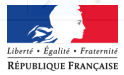 Liberté • Égalité • Fraternité
RÉPUBLIQUE FRANÇAISE